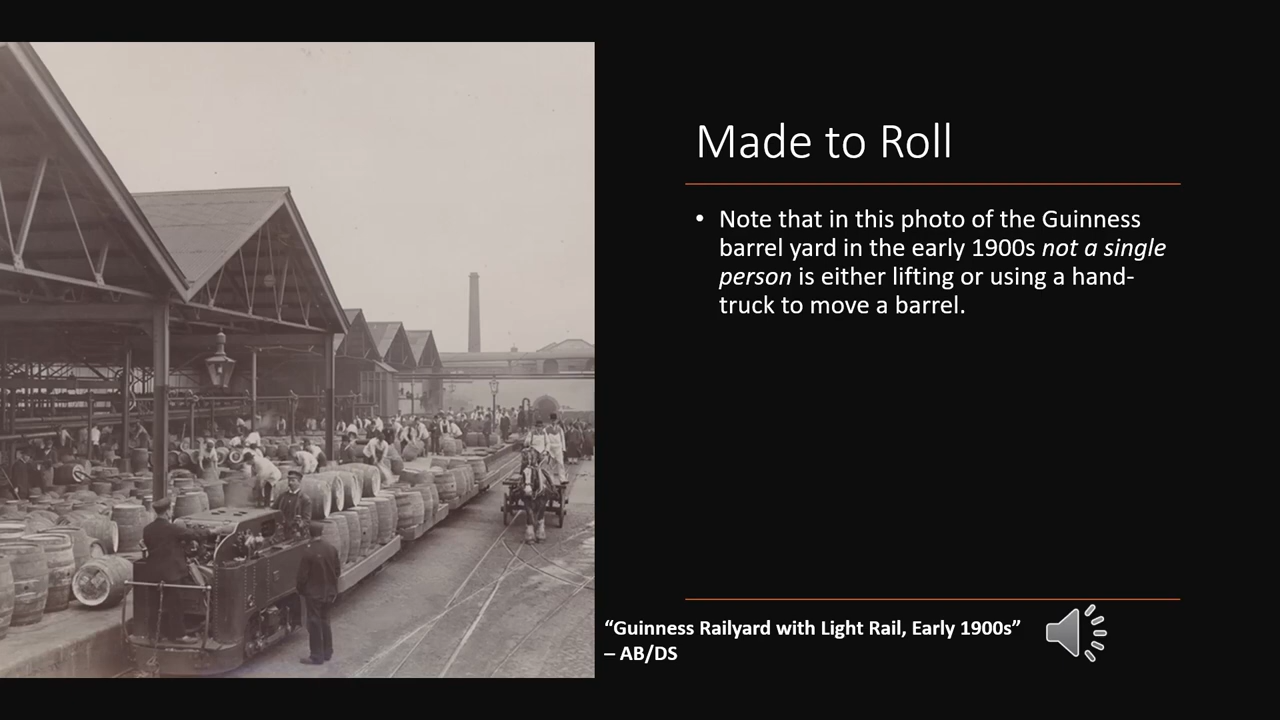 Made to Roll
• Note that in this photo of the Guinness
barrel yard in the early 1900s not a single
person is either lifting or using a hand-
truck to move a barrel.
“Guinness Railyard with Light Rail, Early 1900s”
– AB/DS